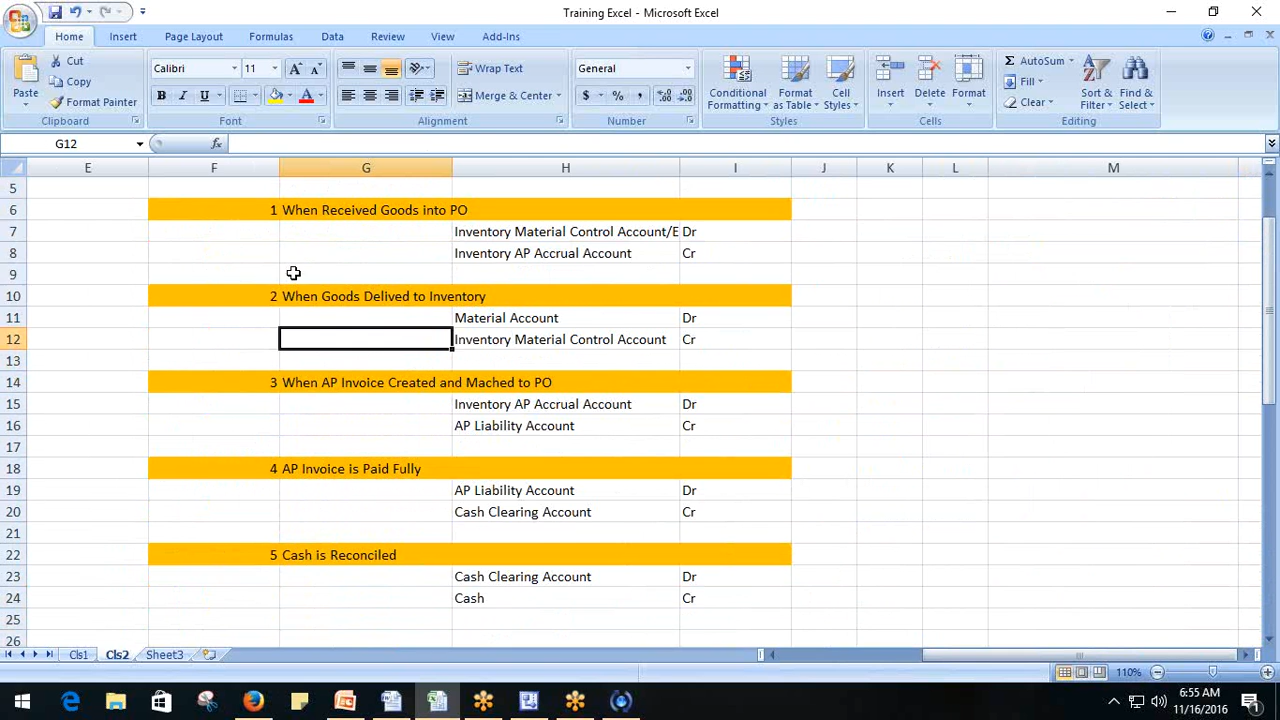 Training Excel - Microsoft Excel
Home Insert Page Layout Formulas Data Review View Add-Ins
Cut
Copy
Format Painter
Paste
Clipboard
Calibri 11
B I U
Font
Wrap Text
Merge & Center
Alignment
General
$ % ,
Number
Conditional Formatting
Format as Table
Cell Styles
Styles
Insert Delete Format
Cells
AutoSum
Fill
Clear
Sort & Filter
Find & Select
Editing
G12
E F G H I J K L M
5
6 1 When Received Goods into PO
7 Inventory Material Control Account/E Dr
8 Inventory AP Accrual Account Cr
9
10 2 When Goods Delived to Inventory
11 Material Account Dr
12 Inventory Material Control Account Cr
13
14 3 When AP Invoice Created and Mached to PO
15 Inventory AP Accrual Account Dr
16 AP Liability Account Cr
17
18 4 AP Invoice is Paid Fully
19 AP Liability Account Dr
20 Cash Clearing Account Cr
21
22 5 Cash is Reconciled
23 Cash Clearing Account Dr
24 Cash Cr
25
26
Cls1 Cls2 Sheet3
110%
6:55 AM
11/16/2016